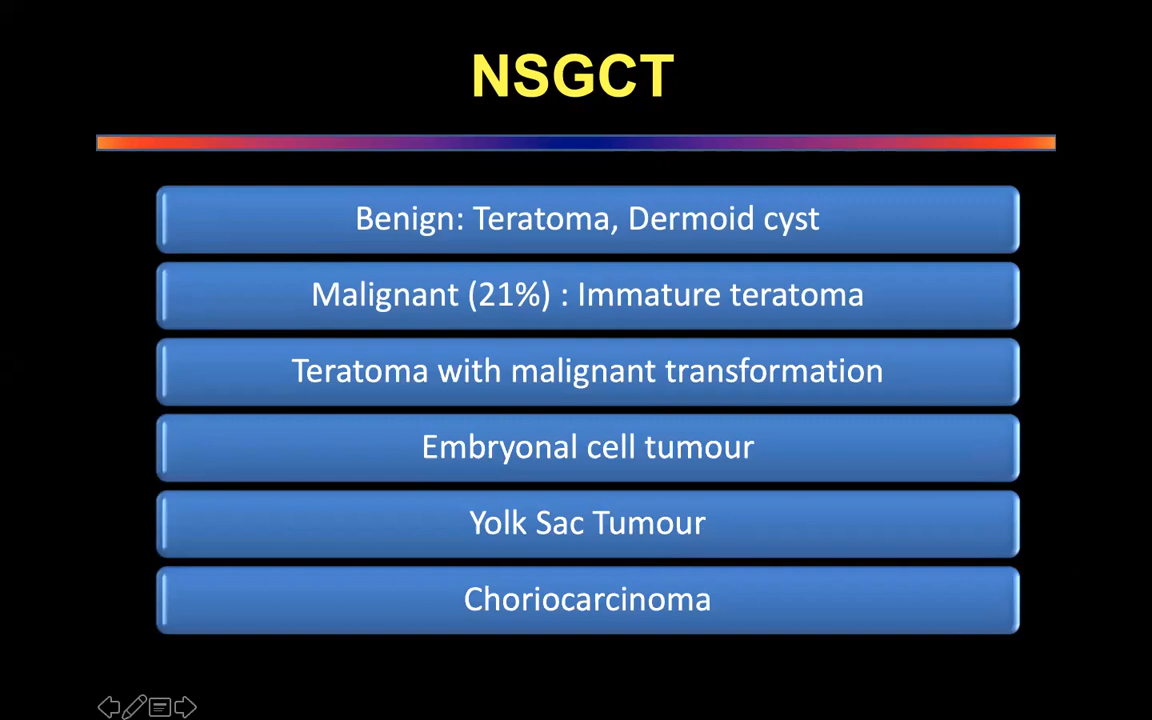 NSGCT
Benign: Teratoma, Dermoid cyst
Malignant (21%) : Immature teratoma
Teratoma with malignant transformation
Embryonal cell tumour
Yolk Sac Tumour
Choriocarcinoma